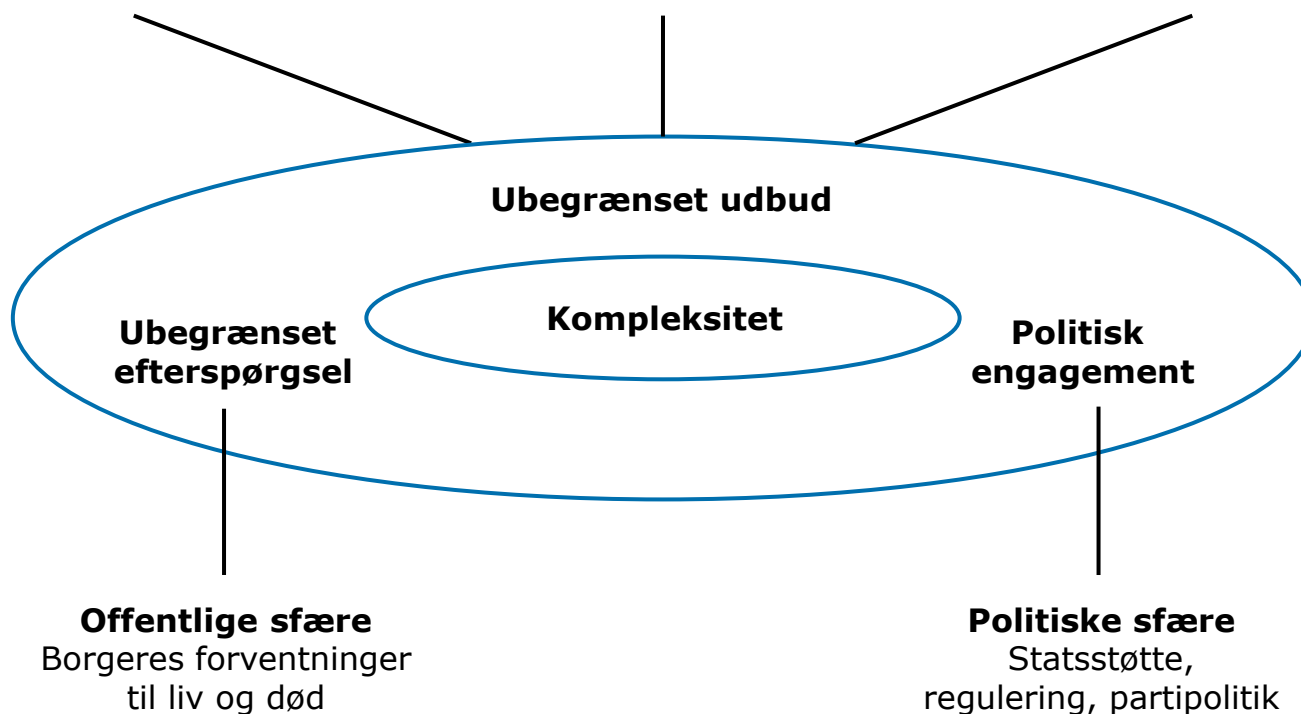 Ubegrænset udbud
Kompleksitet
Ubegrænset
efterspørgsel
Politisk
engagement
Offentlige sfære
Borgeres forventninger
til liv og død
Politiske sfære
Statsstøtte,
regulering, partipolitik